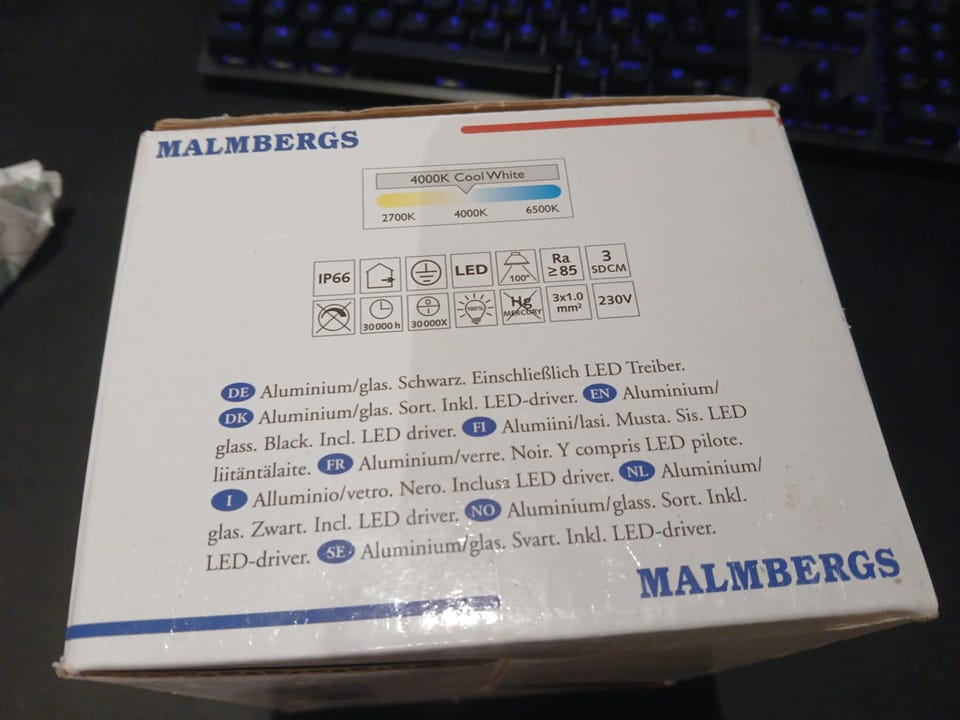 MALMBERGS
4000K Cool White
2700K 4000K 6500K
IP66 LED 100° Ra ≥85 3 SDCM
30000 h 30000X 100% Hg MERCURY 3x1.0 mm² 230V
DE Aluminium/glas. Schwarz. Einschließlich LED Treiber.
DK Aluminium/glas. Sort. Inkl. LED-driver. EN Aluminium/
glass. Black. Incl. LED driver. FI Alumiini/lasi. Musta. Sis. LED
liitäntälaite. FR Aluminium/verre. Noir. Y compris LED pilote.
I Alluminio/vetro. Nero. Inclusa LED driver. NL Aluminium/
glas. Zwart. Incl. LED driver. NO Aluminium/glass. Sort. Inkl.
LED-driver. SE Aluminium/glas. Svart. Inkl. LED-driver.
MALMBERGS